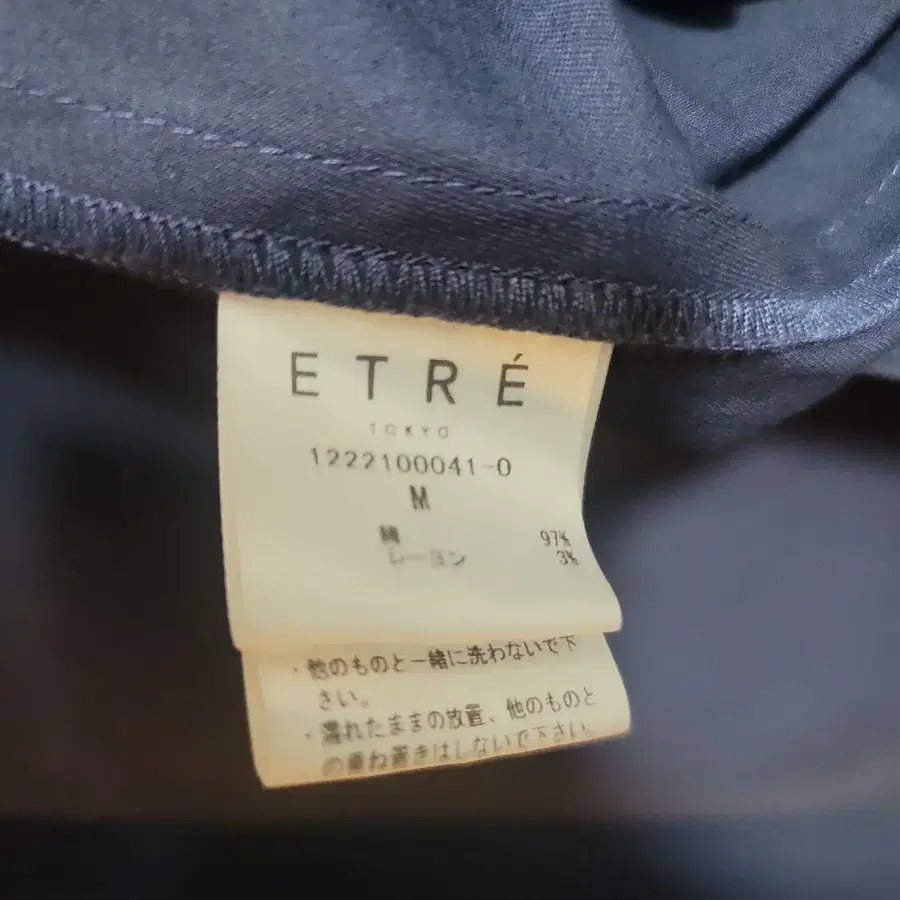 ETRÉ
TOKYO
1222100041-0
M
綿 97%
レーヨン 3%
・他のものと一緒に洗わないで下
さい。
・濡れたままの放置、他のものと
の重ね置きはしないで下さい。